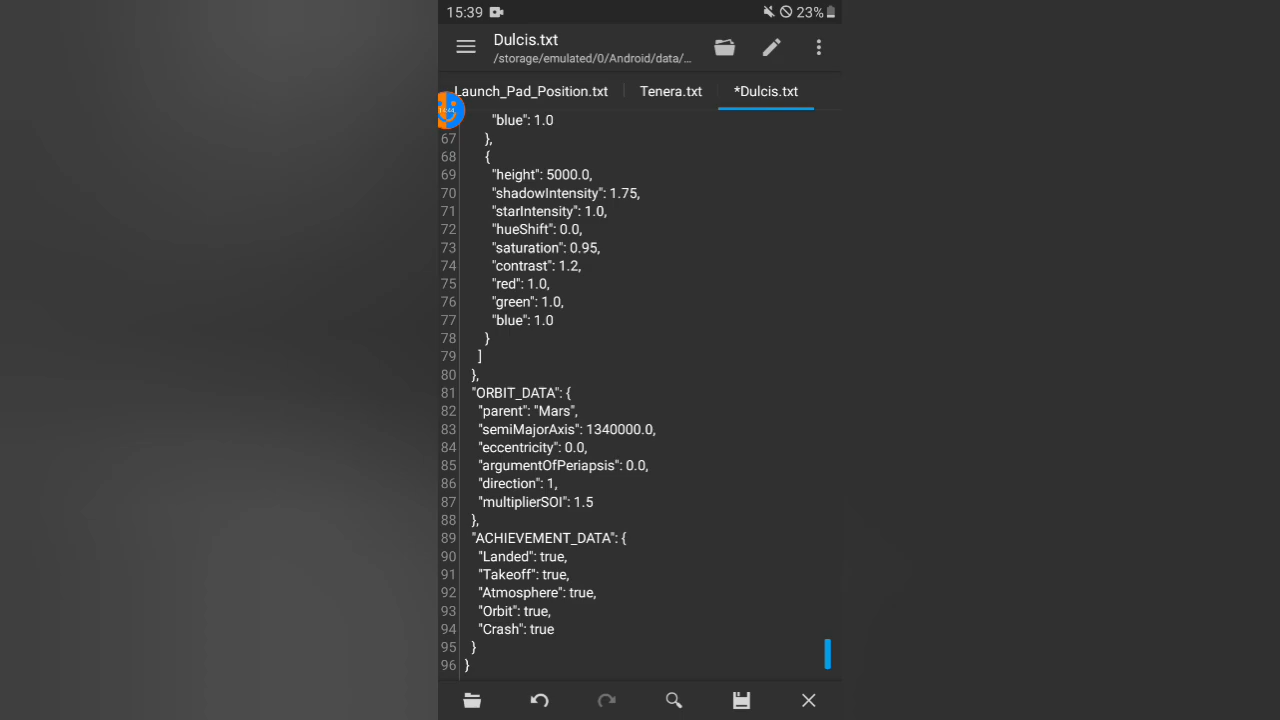 15:39
23%
Dulcis.txt
/storage/emulated/0/Android/data/...
Launch_Pad_Position.txt
Tenera.txt
*Dulcis.txt
"blue": 1.0
67 },
68 {
69 "height": 5000.0,
70 "shadowIntensity": 1.75,
71 "starIntensity": 1.0,
72 "hueShift": 0.0,
73 "saturation": 0.95,
74 "contrast": 1.2,
75 "red": 1.0,
76 "green": 1.0,
77 "blue": 1.0
78 }
79 ]
80 },
81 "ORBIT_DATA": {
82 "parent": "Mars",
83 "semiMajorAxis": 1340000.0,
84 "eccentricity": 0.0,
85 "argumentOfPeriapsis": 0.0,
86 "direction": 1,
87 "multiplierSOI": 1.5
88 },
89 "ACHIEVEMENT_DATA": {
90 "Landed": true,
91 "Takeoff": true,
92 "Atmosphere": true,
93 "Orbit": true,
94 "Crash": true
95 }
96 }